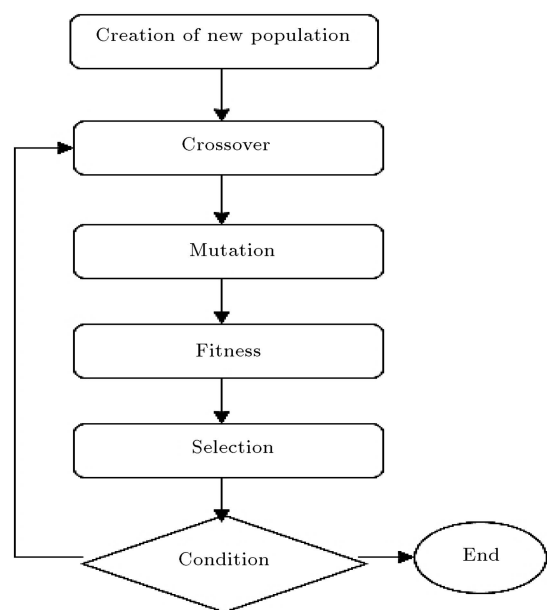 Creation of new population
Crossover
Mutation
Fitness
Selection
Condition
End